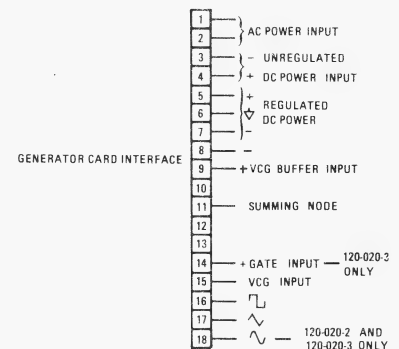 1
2
AC POWER INPUT
3 - UNREGULATED
4 + DC POWER INPUT
5 +
6 REGULATED
DC POWER
7 -
8 -
GENERATOR CARD INTERFACE
9 + VCG BUFFER INPUT
10
11 SUMMING NODE
12
13
14 + GATE INPUT — 120-020-3
ONLY
15 VCG INPUT
16
17
18 — 120-020-2 AND
120-020-3 ONLY